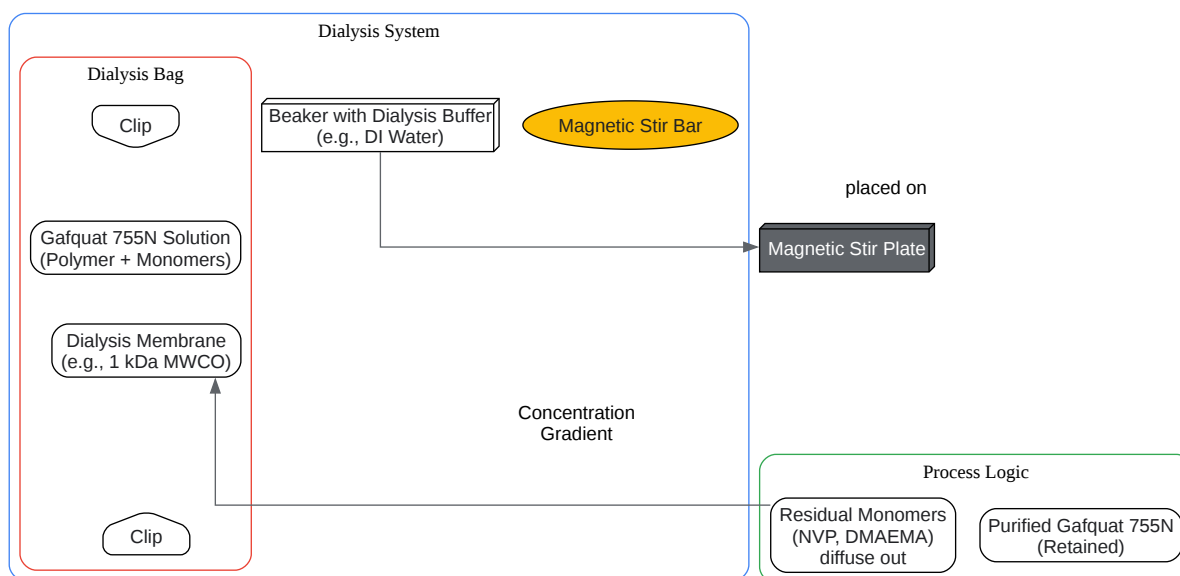 Dialysis System
Dialysis Bag
Clip
Beaker with Dialysis Buffer
(e.g., DI Water)
Magnetic Stir Bar
placed on
Gafquat 755N Solution
(Polymer + Monomers)
Magnetic Stir Plate
Dialysis Membrane
(e.g., 1 kDa MWCO)
Concentration
Gradient
Process Logic
Clip
Residual Monomers
(NVP, DMAEMA)
diffuse out
Purified Gafquat 755N
(Retained)